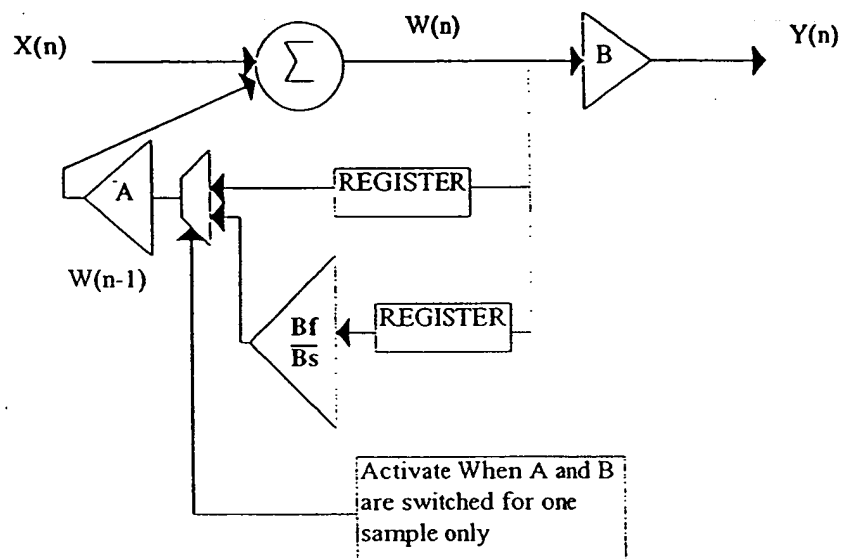 W(n)
X(n)
Σ
B
Y(n)
REGISTER
-A
W(n-1)
REGISTER
Bf
Bs
Activate When A and B
are switched for one
sample only